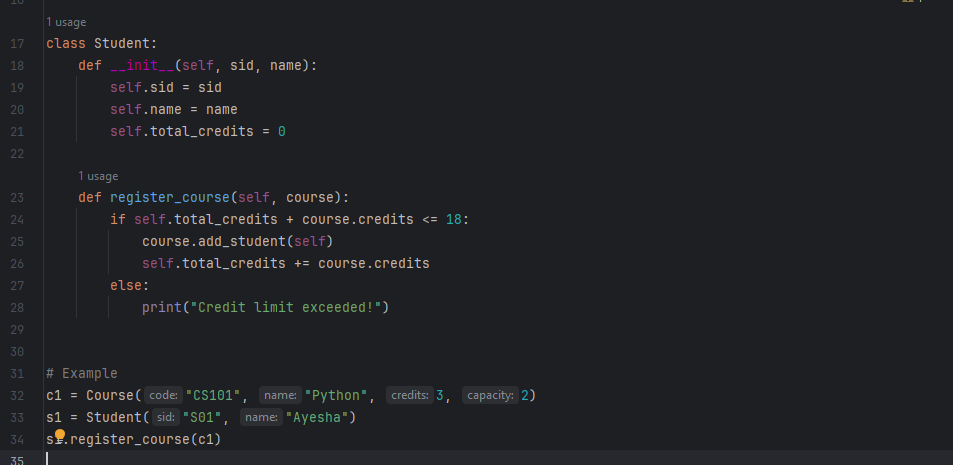 16
1 usage
17 class Student:
18 def __init__(self, sid, name):
19 self.sid = sid
20 self.name = name
21 self.total_credits = 0
22
1 usage
23 def register_course(self, course):
24 if self.total_credits + course.credits <= 18:
25 course.add_student(self)
26 self.total_credits += course.credits
27 else:
28 print("Credit limit exceeded!")
29
30
31 # Example
32 c1 = Course( code: "CS101", name: "Python", credits: 3, capacity: 2)
33 s1 = Student( sid: "S01", name: "Ayesha")
34 s1.register_course(c1)
35